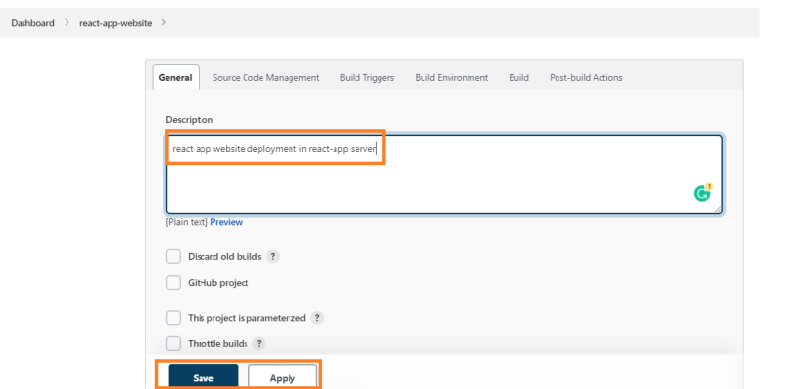 Dashboard > react-app-website >
General Source Code Management Build Triggers Build Environment Build Post-build Actions
Descripton
react app website deployment in react-app server
G 1
[Plain text] Preview
Discard old builds ?
GitHub project
This project is parameterzed ?
Throttle builds ?
Save Apply